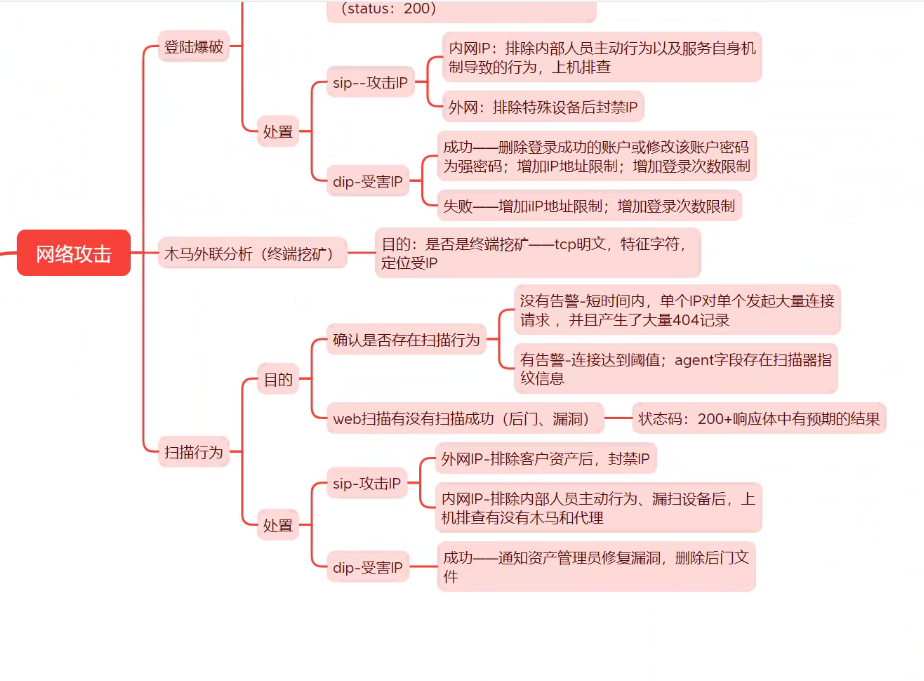 （status：200）
登陆爆破
内网IP：排除内部人员主动行为以及服务自身机
制导致的行为，上机排查
sip--攻击IP
外网：排除特殊设备后封禁IP
处置
成功——删除登录成功的账户或修改该账户密码
为强密码；增加IP地址限制；增加登录次数限制
dip-受害IP
失败——增加iIP地址限制；增加登录次数限制
网络攻击
木马外联分析（终端挖矿）
目的：是否是终端挖矿——tcp明文，特征字符，
定位受IP
没有告警-短时间内，单个IP对单个发起大量连接
请求 ，并且产生了大量404记录
确认是否存在扫描行为
有告警-连接达到阈值；agent字段存在扫描器指
纹信息
目的
web扫描有没有扫描成功（后门、漏洞）
状态码：200+响应体中有预期的结果
扫描行为
外网IP-排除客户资产后，封禁IP
sip-攻击IP
内网IP-排除内部人员主动行为、漏扫设备后，上
机排查有没有木马和代理
处置
成功——通知资产管理员修复漏洞，删除后门文
件
dip-受害IP